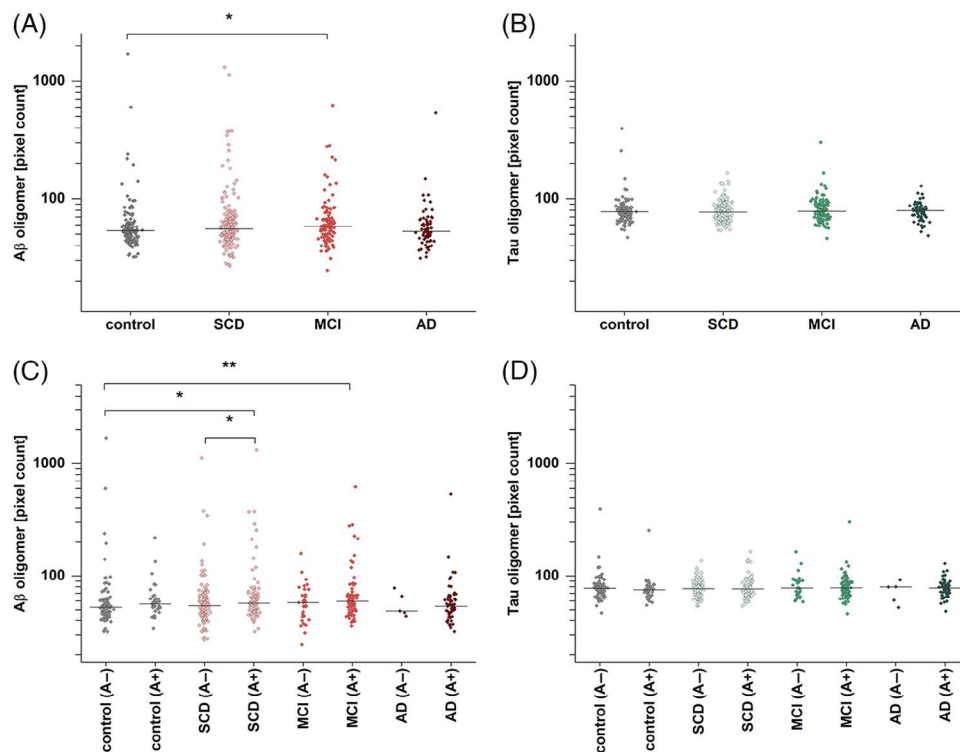 (A)
*
1000
100
Aβ oligomer [pixel count]
control SCD MCI AD
(B)
1000
100
Tau oligomer [pixel count]
control SCD MCI AD
(C)
**
*
*
1000
100
Aβ oligomer [pixel count]
control (A−)
control (A+)
SCD (A−)
SCD (A+)
MCI (A−)
MCI (A+)
AD (A−)
AD (A+)
(D)
1000
100
Tau oligomer [pixel count]
control (A−)
control (A+)
SCD (A−)
SCD (A+)
MCI (A−)
MCI (A+)
AD (A−)
AD (A+)